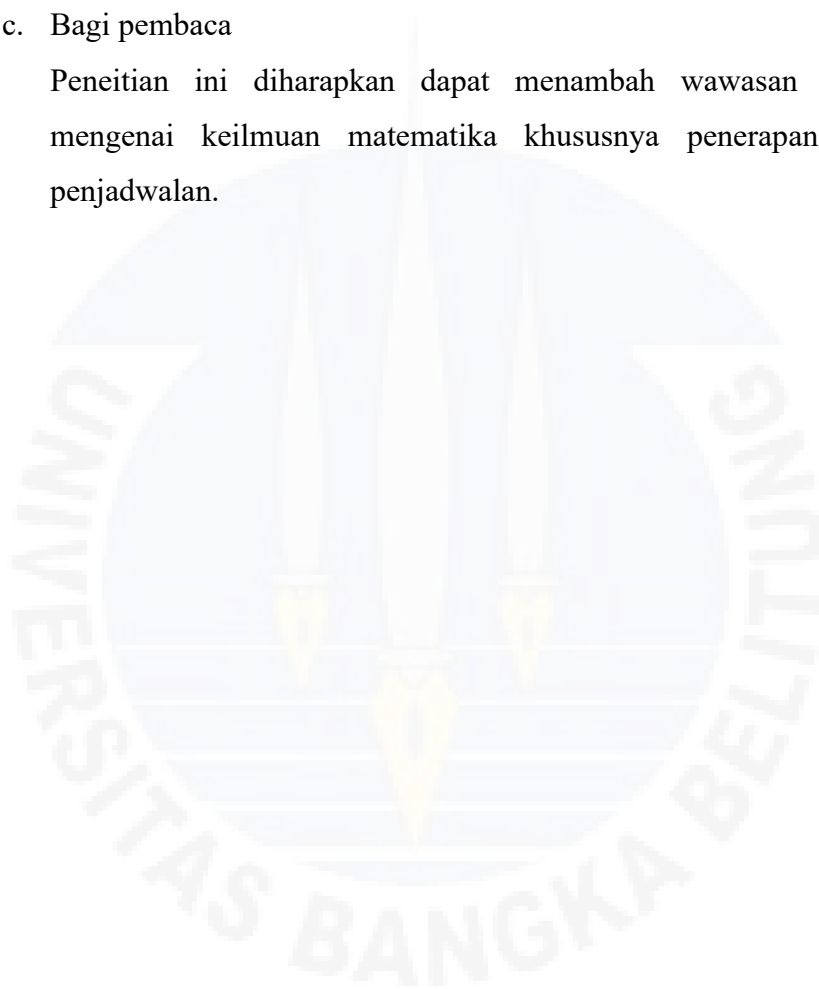 c. Bagi pembaca
Peneitian ini diharapkan dapat menambah wawasan
mengenai keilmuan matematika khususnya penerapan
penjadwalan.
UNIVERSITAS BANGKA BELITUNG